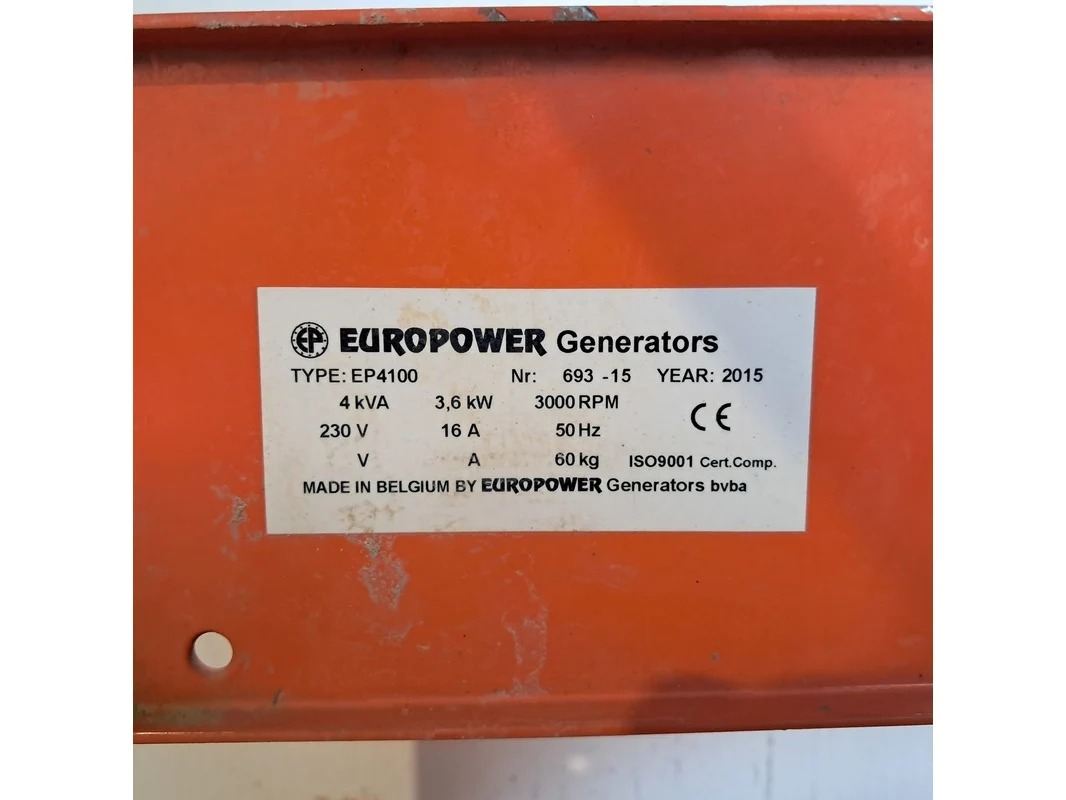 EP EUROPOWER Generators
TYPE: EP4100 Nr: 693 -15 YEAR: 2015
4 kVA 3,6 kW 3000 RPM CE
230 V 16 A 50 Hz
V A 60 kg ISO9001 Cert.Comp.
MADE IN BELGIUM BY EUROPOWER Generators bvba